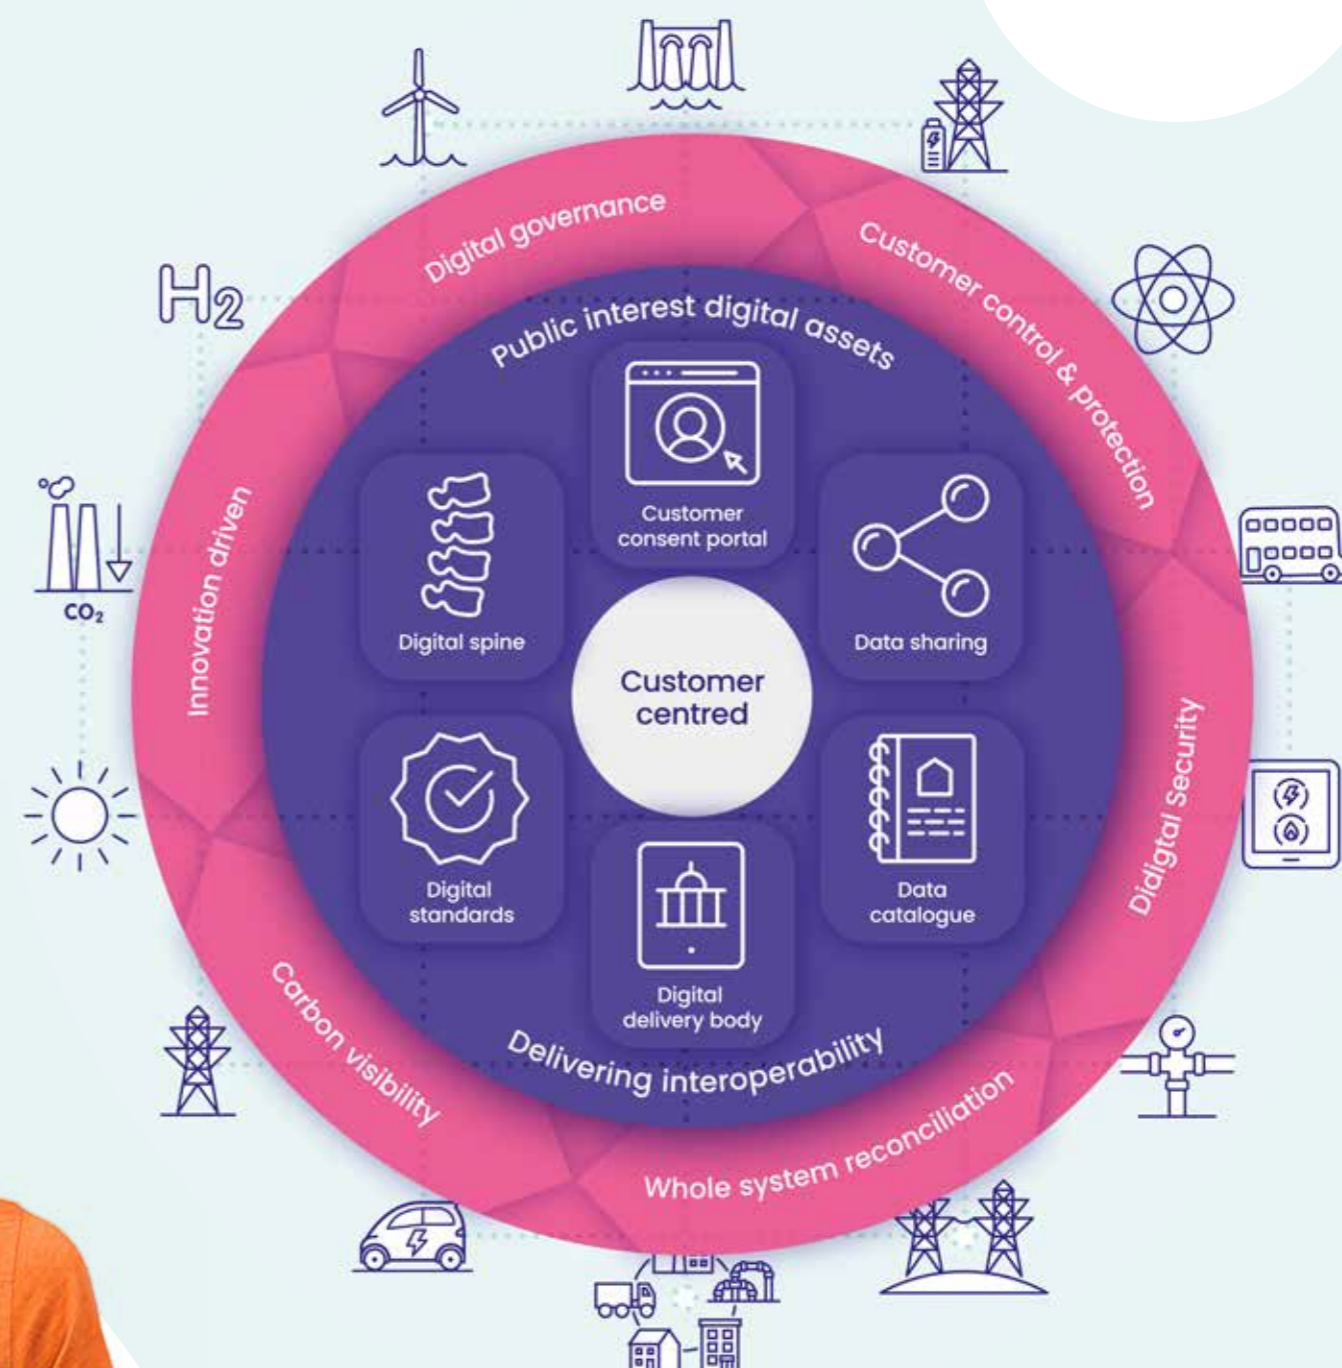 Digital governance
Customer control & protection
H2
Public interest digital assets
Customer
consent portal
Innovation driven
CO₂
Digital spine
Data sharing
Customer
centred
Didigtal Security
Digital
standards
Data
catalogue
Digital
delivery body
Carbon visibility
Delivering interoperability
Whole system reconciliation